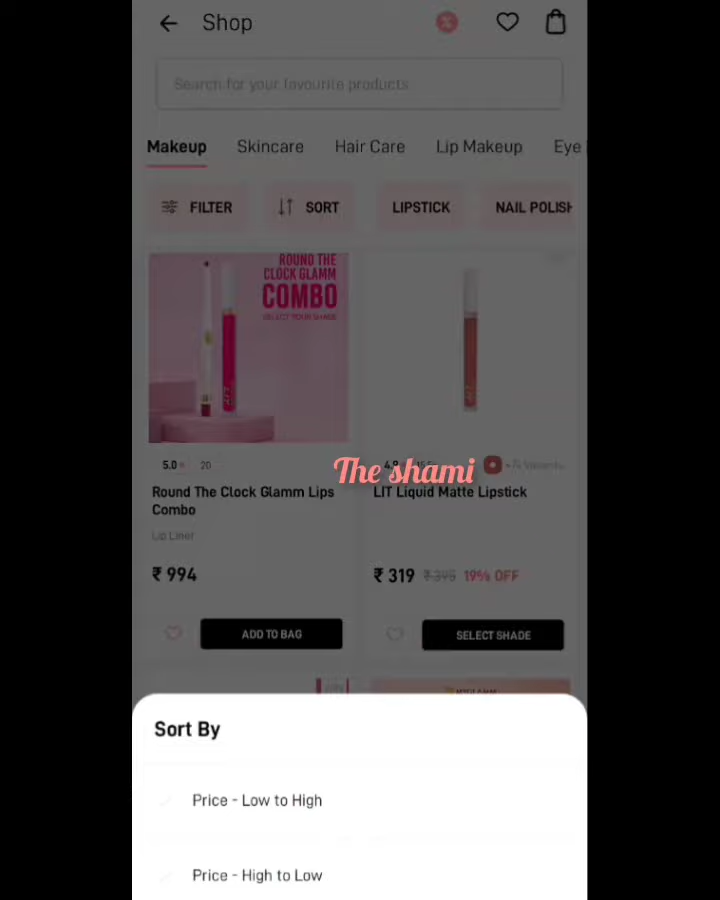 Shop
Search for your favourite products
Makeup Skincare Hair Care Lip Makeup Eye
FILTER SORT LIPSTICK NAIL POLISH
ROUND THE
CLOCK GLAMM
COMBO
SELECT YOUR SHADE
5.0 20
4.9
The shami
Round The Clock Glamm Lips
Combo
LIT Liquid Matte Lipstick
Lip Liner
₹ 994
₹ 319 ₹ 395 19% OFF
ADD TO BAG
SELECT SHADE
Sort By
Price - Low to High
Price - High to Low